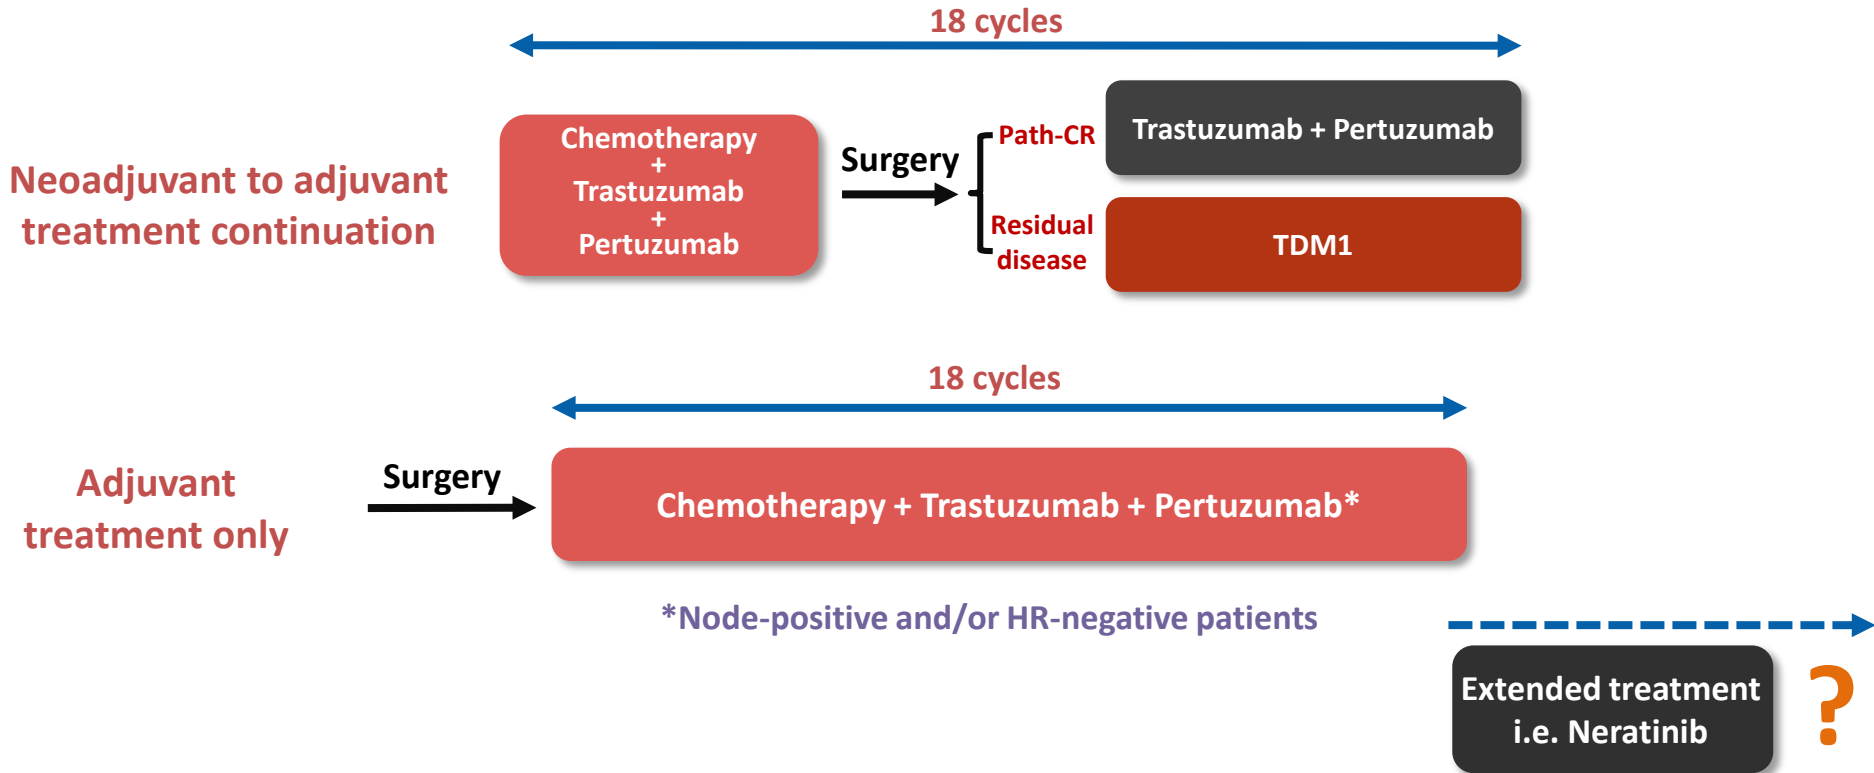 18 cycles
Neoadjuvant to adjuvant
treatment continuation
Chemotherapy
+
Trastuzumab
+
Pertuzumab
Surgery
Path-CR
Trastuzumab + Pertuzumab
Residual
disease
TDM1
18 cycles
Adjuvant
treatment only
Surgery
Chemotherapy + Trastuzumab + Pertuzumab*
*Node-positive and/or HR-negative patients
Extended treatment
i.e. Neratinib
?